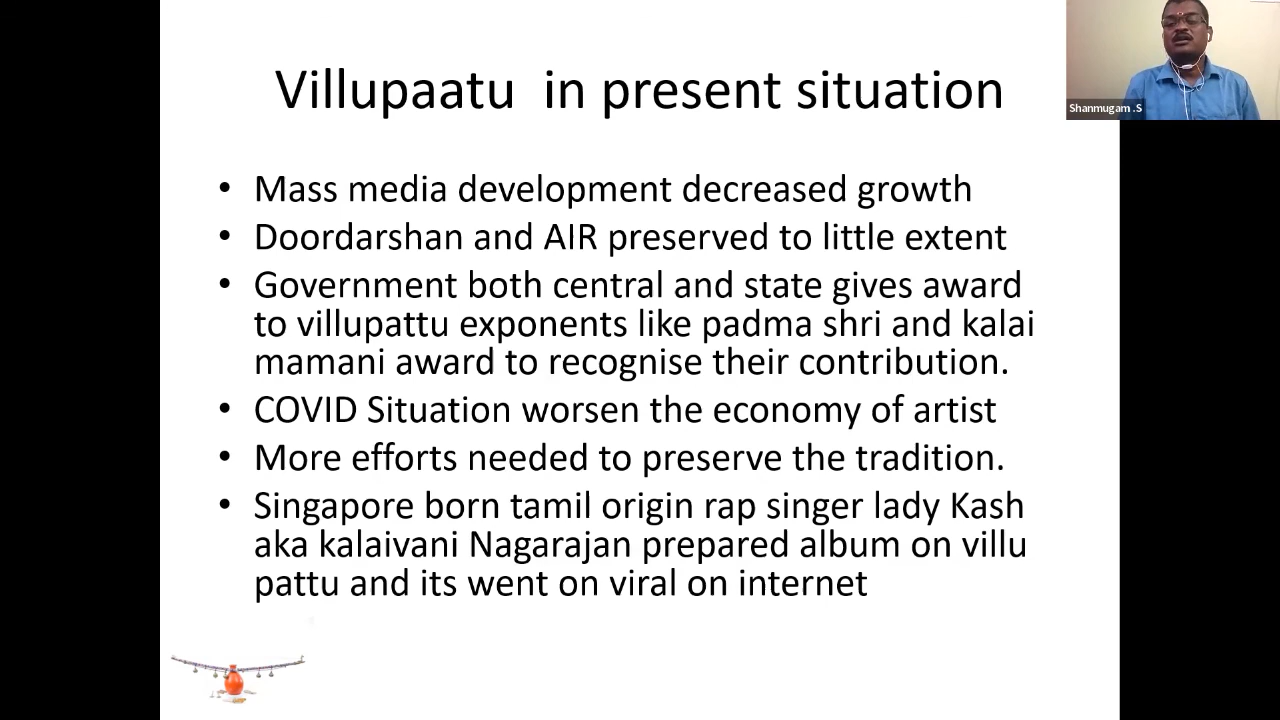 Villupaatu in present situation
• Mass media development decreased growth
• Doordarshan and AIR preserved to little extent
• Government both central and state gives award
to villupattu exponents like padma shri and kalai
mamani award to recognise their contribution.
• COVID Situation worsen the economy of artist
• More efforts needed to preserve the tradition.
• Singapore born tamil origin rap singer lady Kash
aka kalaivani Nagarajan prepared album on villu
pattu and its went on viral on internet
Shanmugam .S